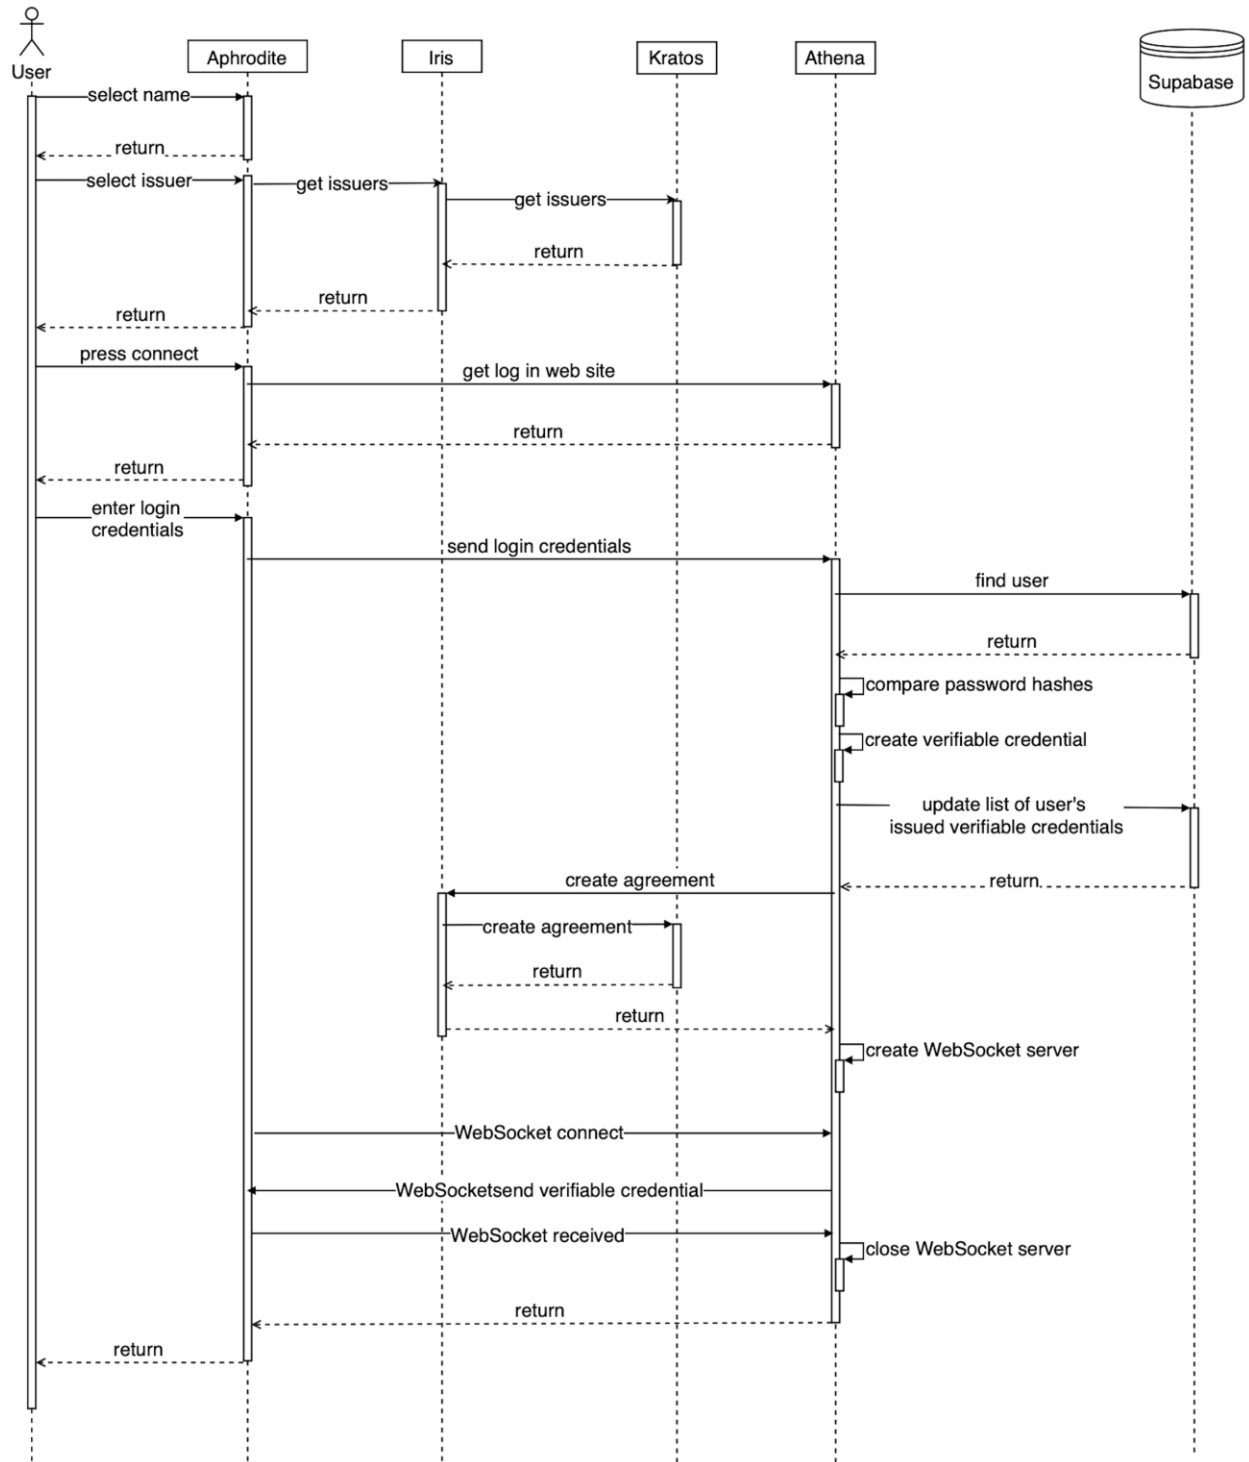 User
Aphrodite
Iris
Kratos
Athena
Supabase
select name
return
select issuer
get issuers
get issuers
return
return
return
press connect
get log in web site
return
return
enter login
credentials
send login credentials
find user
return
compare password hashes
create verifiable credential
update list of user's
issued verifiable credentials
return
create agreement
create agreement
return
return
create WebSocket server
WebSocket connect
WebSocketsend verifiable credential
WebSocket received
close WebSocket server
return
return